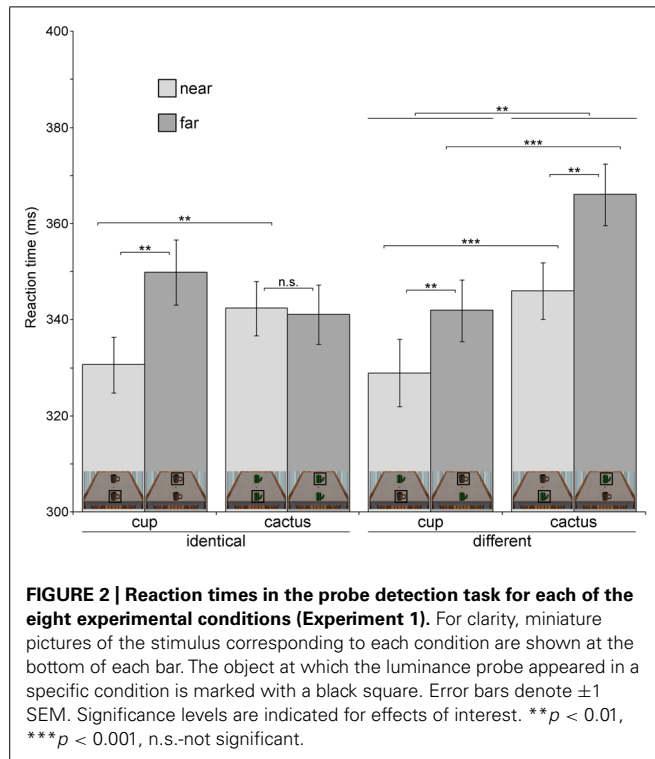 400
380
360
340
320
300
Reaction time (ms)
near
far
**
**
n.s.
**
***
***
**
**
cup
cactus
cup
cactus
identical
different
FIGURE 2 | Reaction times in the probe detection task for each of the
eight experimental conditions (Experiment 1). For clarity, miniature
pictures of the stimulus corresponding to each condition are shown at the
bottom of each bar. The object at which the luminance probe appeared in a
specific condition is marked with a black square. Error bars denote ±1
SEM. Significance levels are indicated for effects of interest. **p < 0.01,
***p < 0.001, n.s.-not significant.